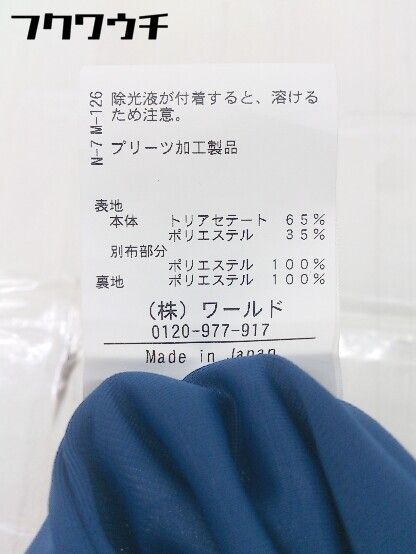 フクウウチ
除光液が付着すると、溶ける
ため注意。
プリーツ加工製品
N-7 M-126
表地
本体 トリアセテート 65%
ポリエステル 35%
別布部分
ポリエステル 100%
裏地 ポリエステル 100%
(株) ワールド
0120-977-917
Made in Japan